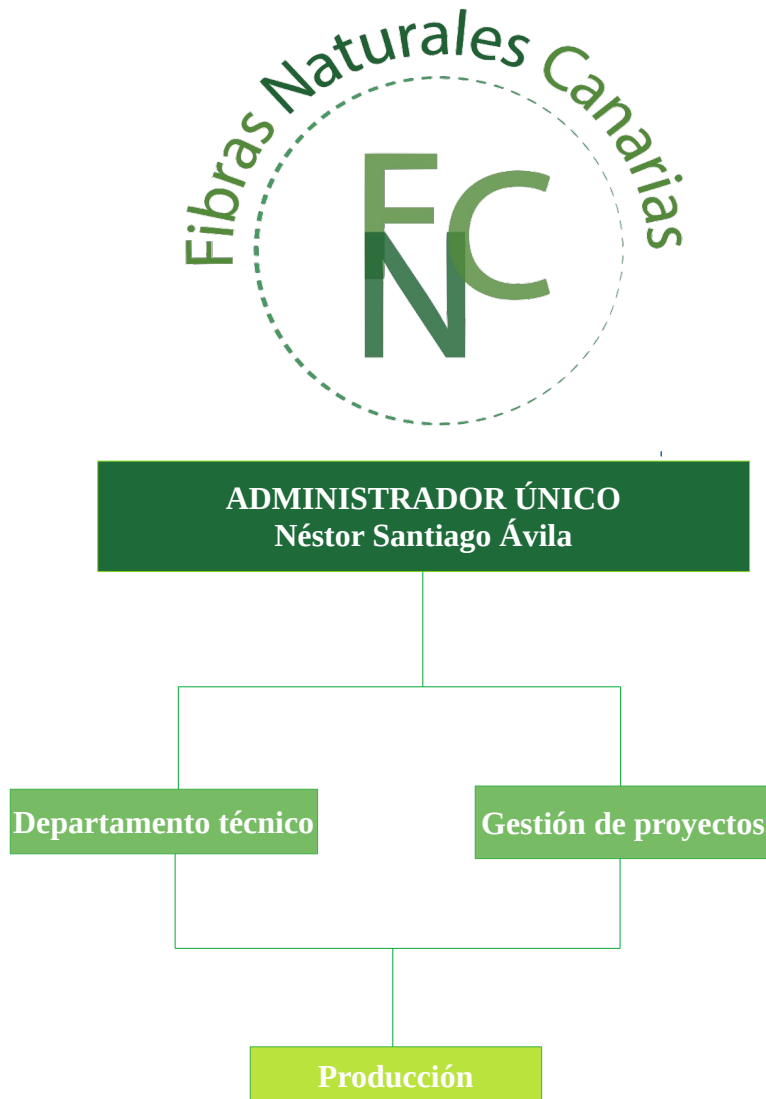 Fibras Naturales Canarias
FNC
ADMINISTRADOR ÚNICO
Néstor Santiago Ávila
Departamento técnico
Gestión de proyectos
Producción